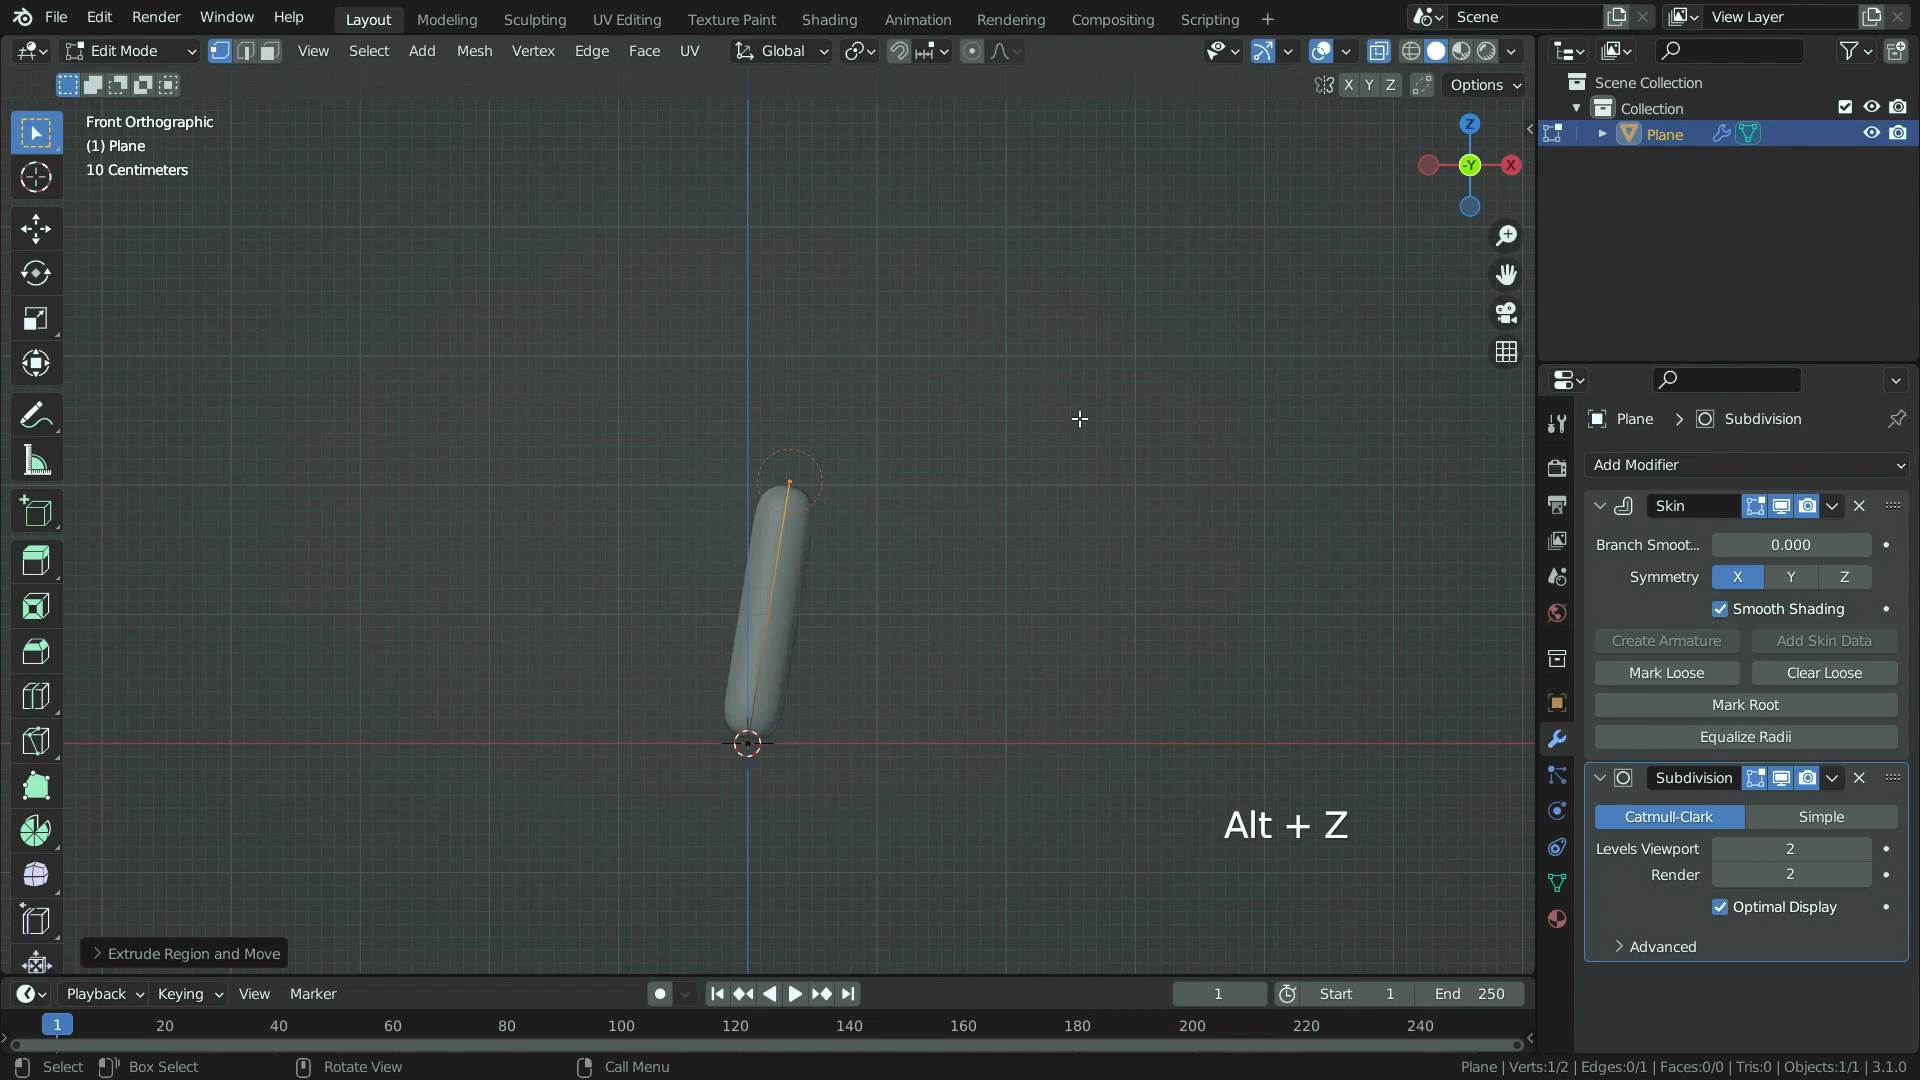 File Edit Render Window Help Layout Modeling Sculpting UV Editing Texture Paint Shading Animation Rendering Compositing Scripting + Scene View Layer
Edit Mode View Select Add Mesh Vertex Edge Face UV Global
X Y Z Options
Scene Collection
Collection
Plane
Front Orthographic
(1) Plane
10 Centimeters
Z
-Y
X
Plane > Subdivision
Add Modifier
Skin
Branch Smoot... 0.000
Symmetry X Y Z
Smooth Shading
Create Armature Add Skin Data
Mark Loose Clear Loose
Mark Root
Equalize Radii
Subdivision
Catmull-Clark Simple
Levels Viewport 2
Render 2
Optimal Display
Advanced
Alt + Z
Extrude Region and Move
Playback Keying View Marker 1 Start 1 End 250
1 20 40 60 80 100 120 140 160 180 200 220 240
Select Box Select Rotate View Call Menu Plane | Verts:1/2 | Edges:0/1 | Faces:0/0 | Tris:0 | Objects:1/1 | 3.1.0